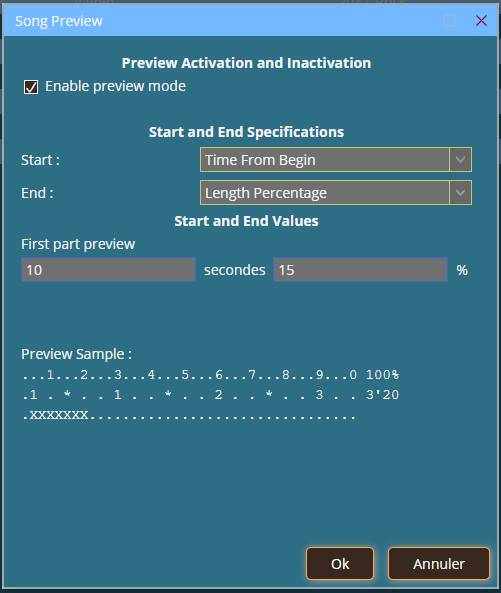 Song Preview
Preview Activation and Inactivation
Enable preview mode
Start and End Specifications
Start : Time From Begin
End : Length Percentage
Start and End Values
First part preview
10 secondes 15 %
Preview Sample :
...1...2...3...4...5...6...7...8...9...0 100%
.1 . * . . 1 . . * . . 2 . . * . . 3 . . 3'20
.XXXXXXX................................
Ok Annuler